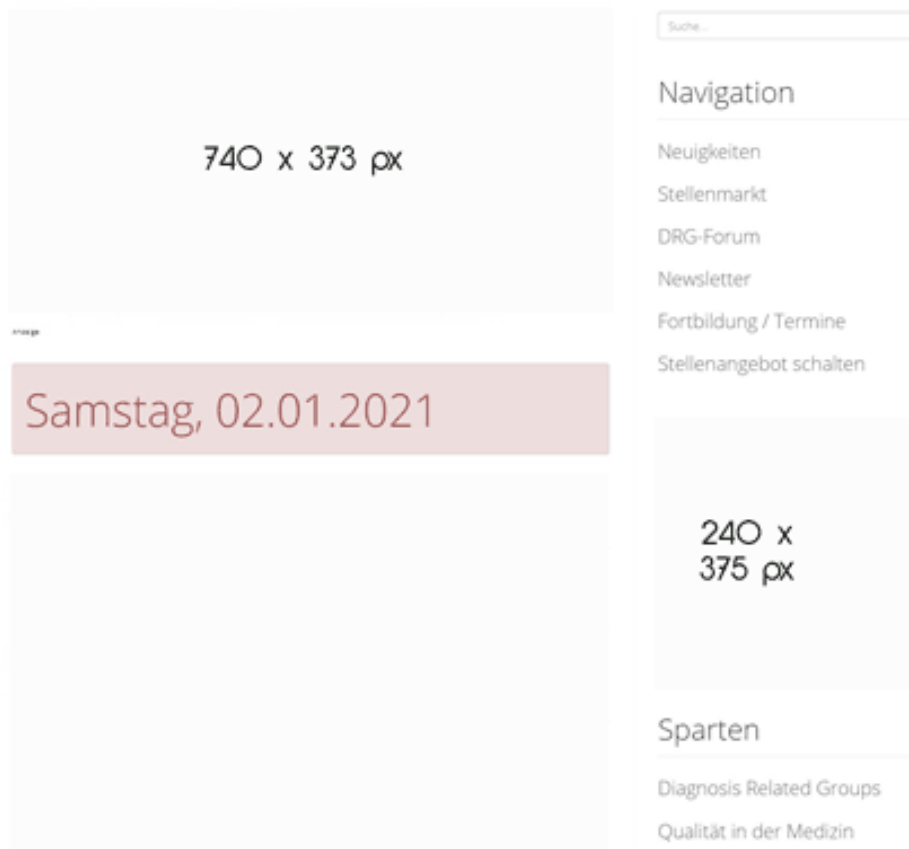 740 x 373 px
Anzeige
Samstag, 02.01.2021
Suche...
Navigation
Neuigkeiten
Stellenmarkt
DRG-Forum
Newsletter
Fortbildung / Termine
Stellenangebot schalten
240 x
375 px
Sparten
Diagnosis Related Groups
Qualität in der Medizin